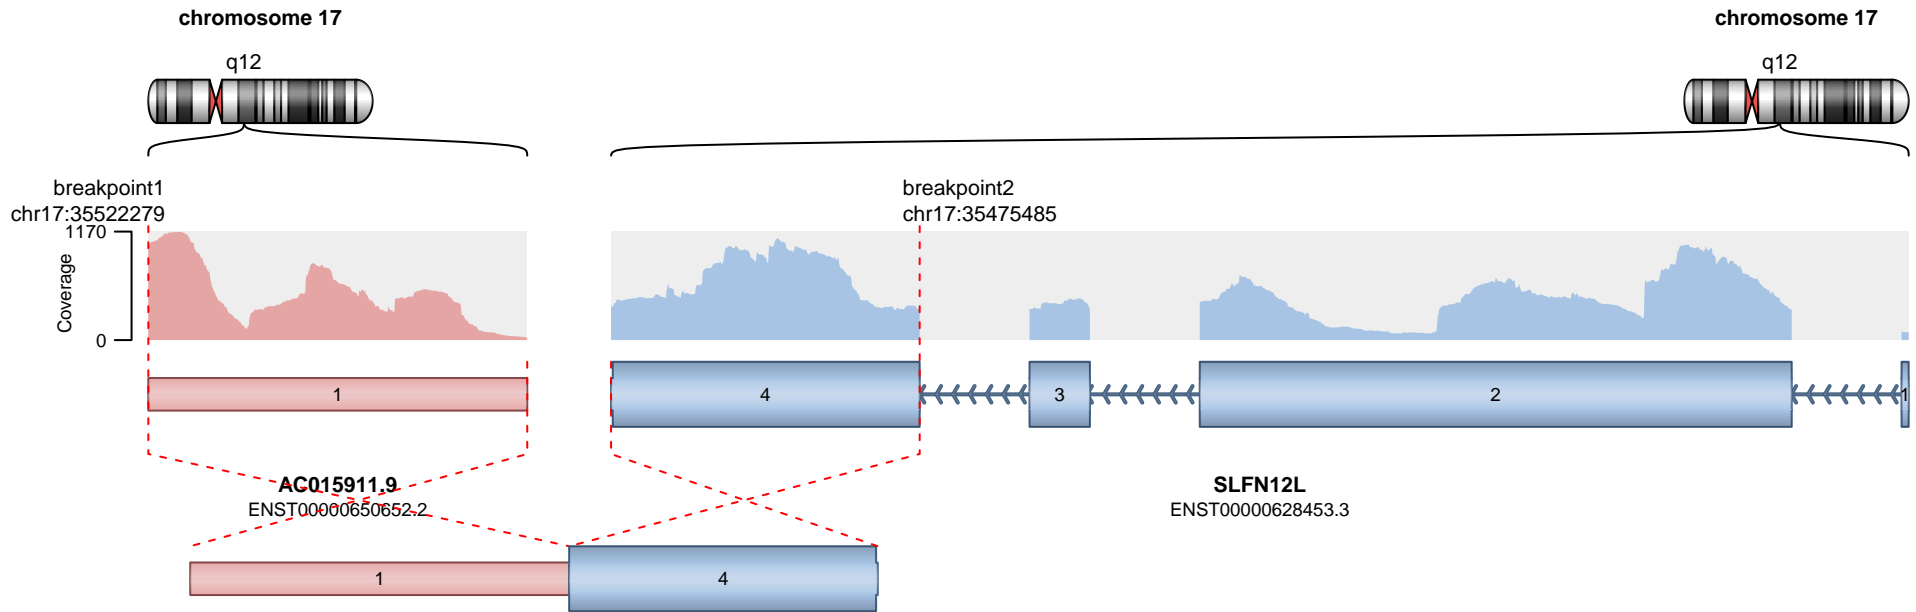 chromosome 17
chromosome 17
q12
q12
breakpoint1
chr17:35522279
breakpoint2
chr17:35475485
1170
Coverage
0
1
4
3
2
1
AC015911.9
ENST00000650652.2
SLFN12L
ENST00000628453.3
1
4